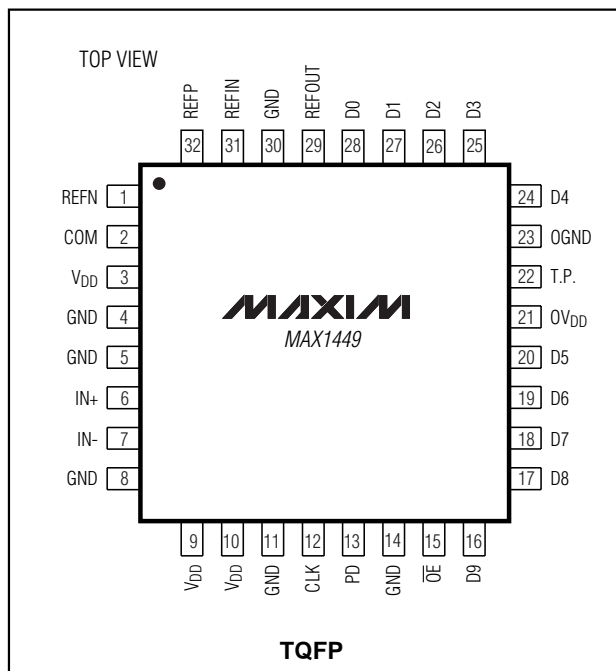 TOP VIEW
REFP REFIN GND REFOUT D0 D1 D2 D3
32 31 30 29 28 27 26 25
REFN 1 24 D4
COM 2 23 OGND
VDD 3 22 T.P.
GND 4 21 OVDD
GND 5 20 D5
IN+ 6 19 D6
IN- 7 18 D7
GND 8 17 D8
MAXIM
MAX1449
9 10 11 12 13 14 15 16
VDD VDD GND CLK PD GND O̅E̅ D9
TQFP